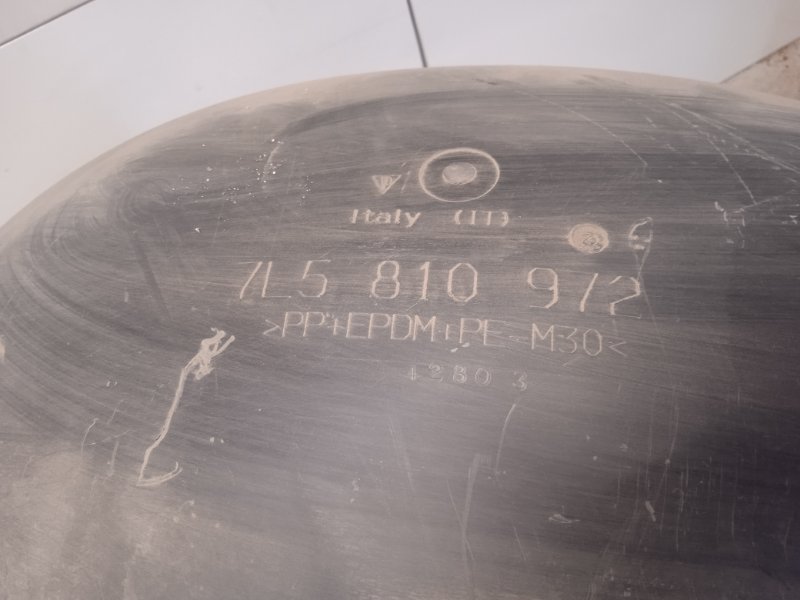 Italy (IT)
7L5 810 972
>PP+EPDM+PE-M30<